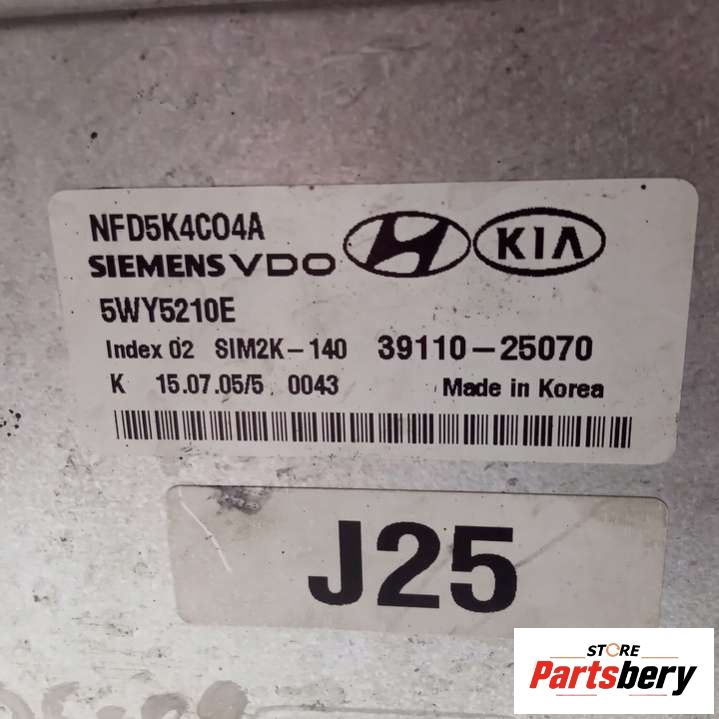 NFD5K4C04A
SIEMENS VDO KIA
5WY5210E
Index 02 SIM2K-140 39110-25070
K 15.07.05/5 0043 Made in Korea
J25
STORE
Partsbery